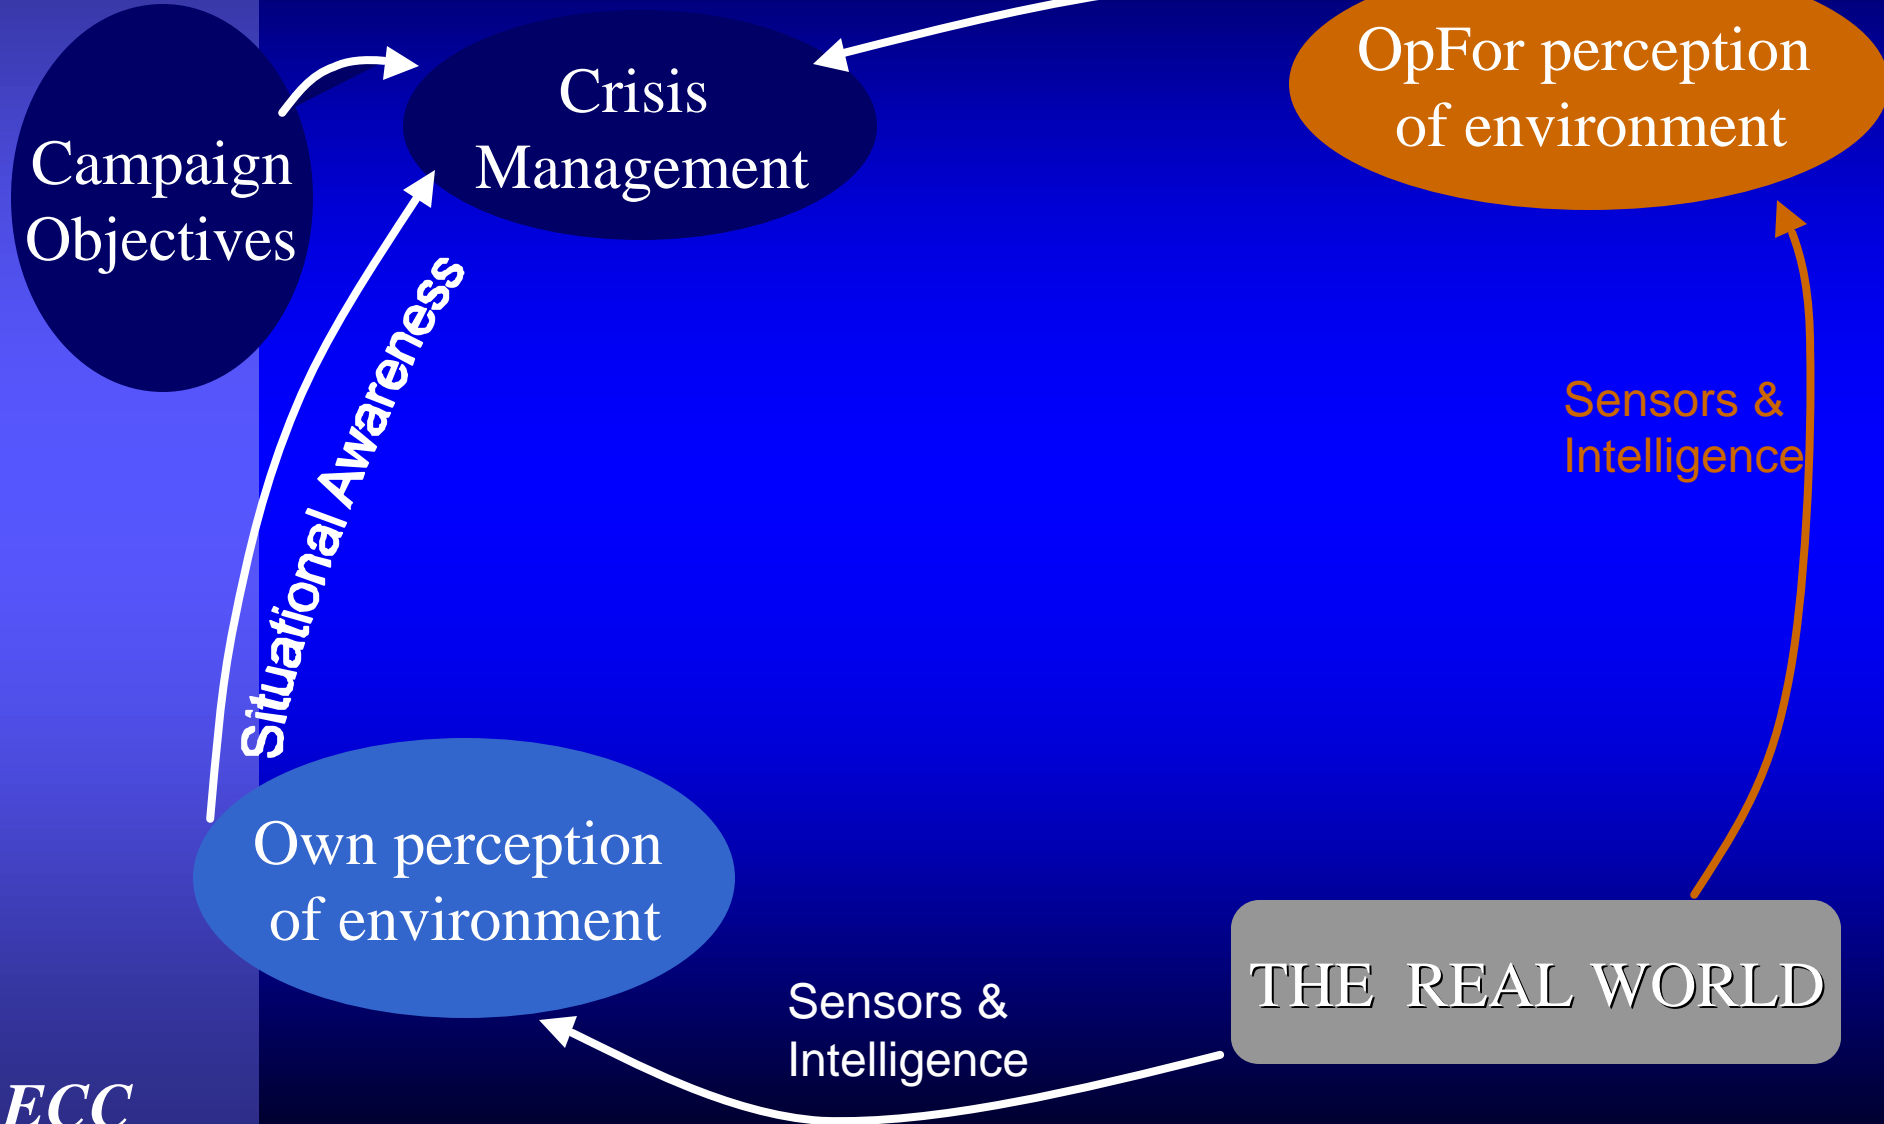 OpFor perception
of environment
Crisis
Management
Campaign
Objectives
Situational Awareness
Sensors &
Intelligence
Own perception
of environment
THE REAL WORLD
Sensors &
Intelligence
ECC